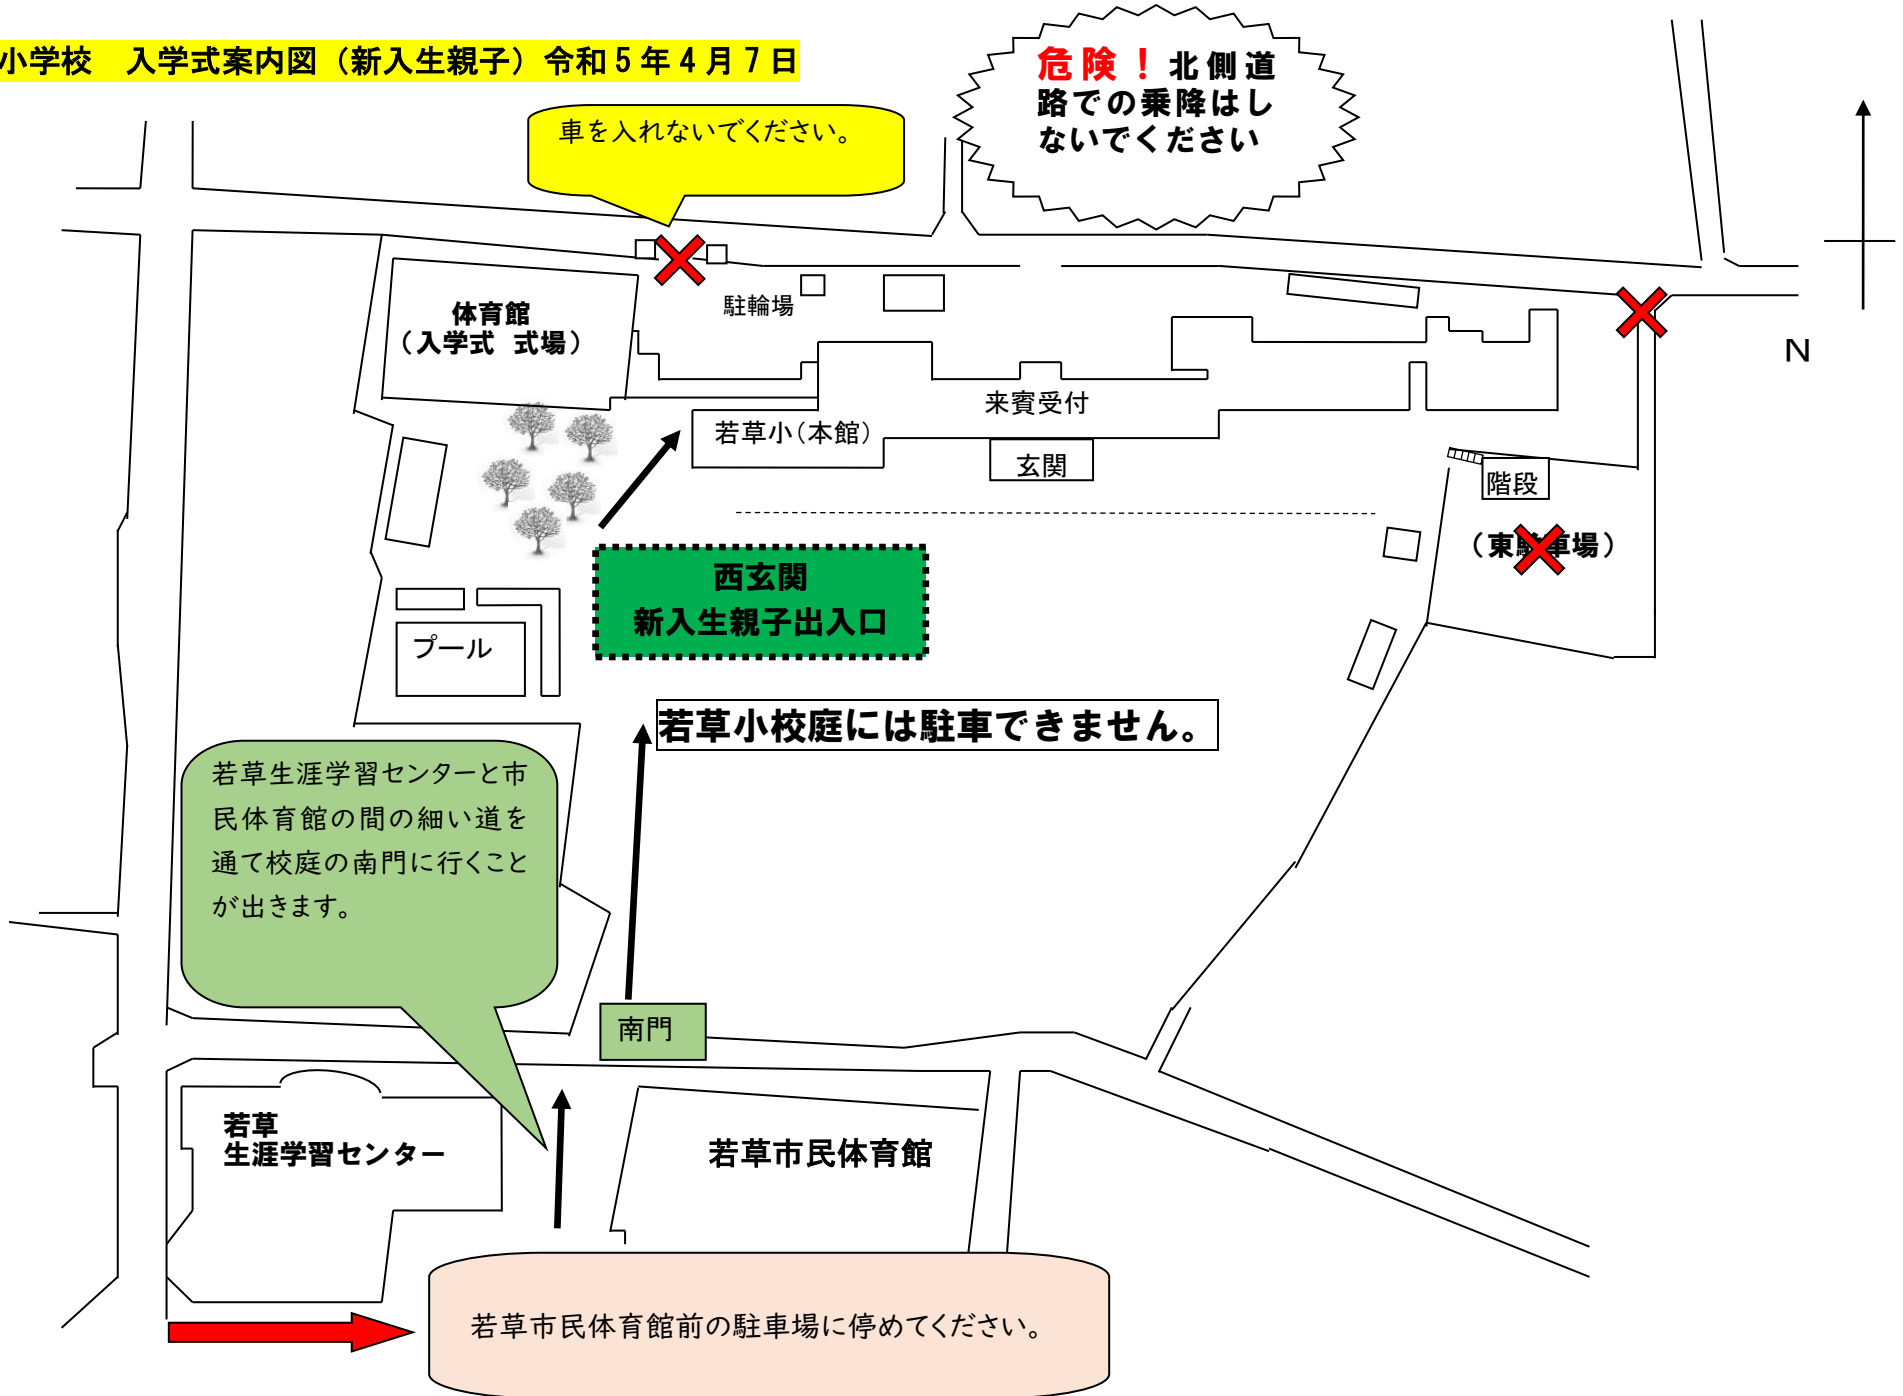 小学校　入学式案内図（新入生親子）令和５年４月７日
危険！北側道
路での乗降はし
ないでください
車を入れないでください。
体育館
（入学式 式場）
駐輪場
N
来賓受付
若草小（本館）
玄関
階段
（東駐車場）
西玄関
新入生親子出入口
プール
若草小校庭には駐車できません。
若草生涯学習センターと市
民体育館の間の細い道を
通て校庭の南門に行くこと
が出きます。
南門
若草
生涯学習センター
若草市民体育館
若草市民体育館前の駐車場に停めてください。